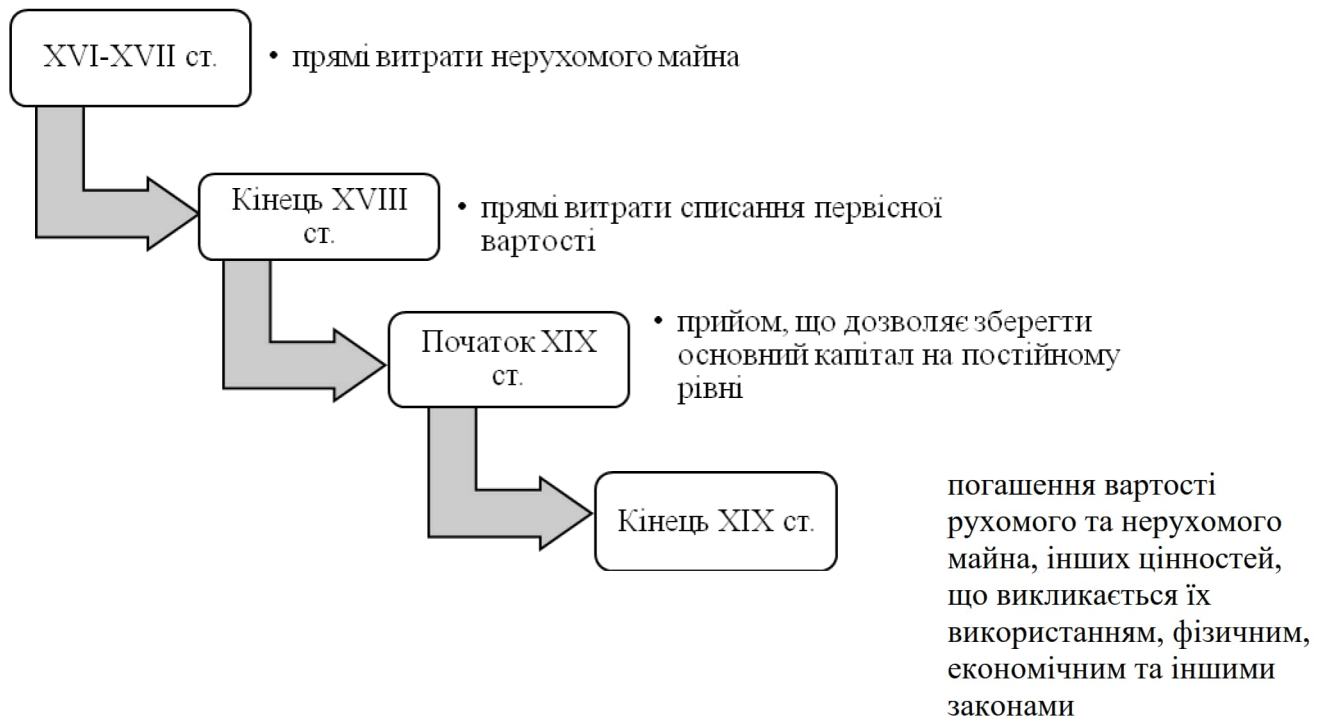 XVI-XVII ст.
• прямі витрати нерухомого майна
Кінець XVIII
ст.
• прямі витрати списання первісної
вартості
Початок XIX
ст.
• прийом, що дозволяє зберегти
основний капітал на постійному
рівні
Кінець XIX ст.
погашення вартості
рухомого та нерухомого
майна, інших цінностей,
що викликається їх
використанням, фізичним,
економічним та іншими
законами